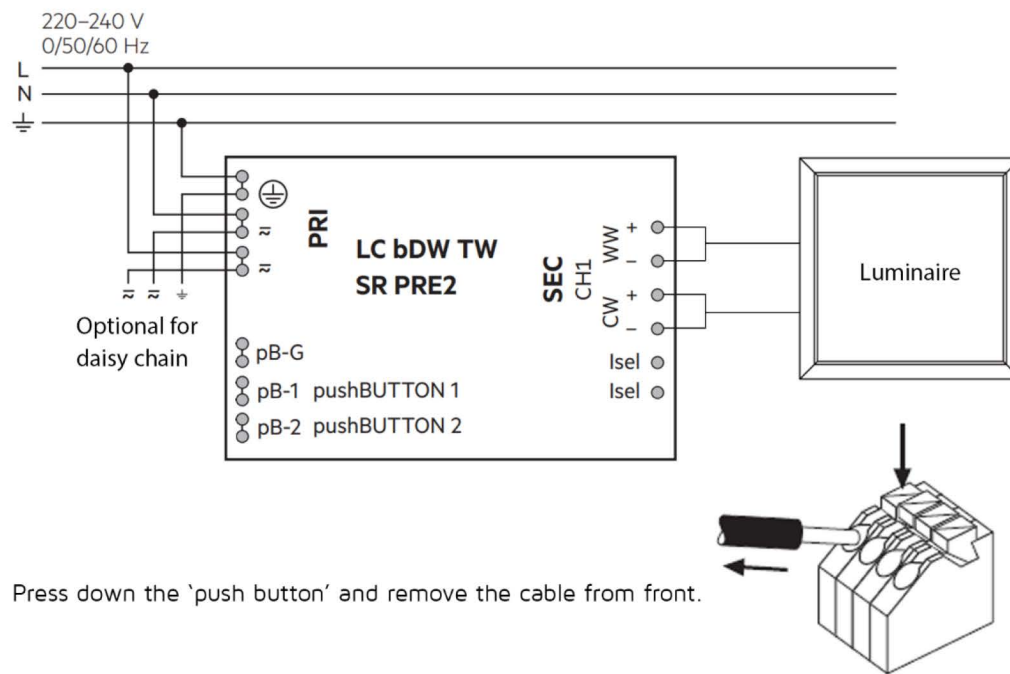 220–240 V
0/50/60 Hz
L
N
PRI
LC bDW TW
SR PRE2
SEC
CH1
WW
+
–
CW
+
–
Luminaire
Optional for
daisy chain
pB-G
pB-1 pushBUTTON 1
pB-2 pushBUTTON 2
Isel
Isel
Press down the ‘push button’ and remove the cable from front.